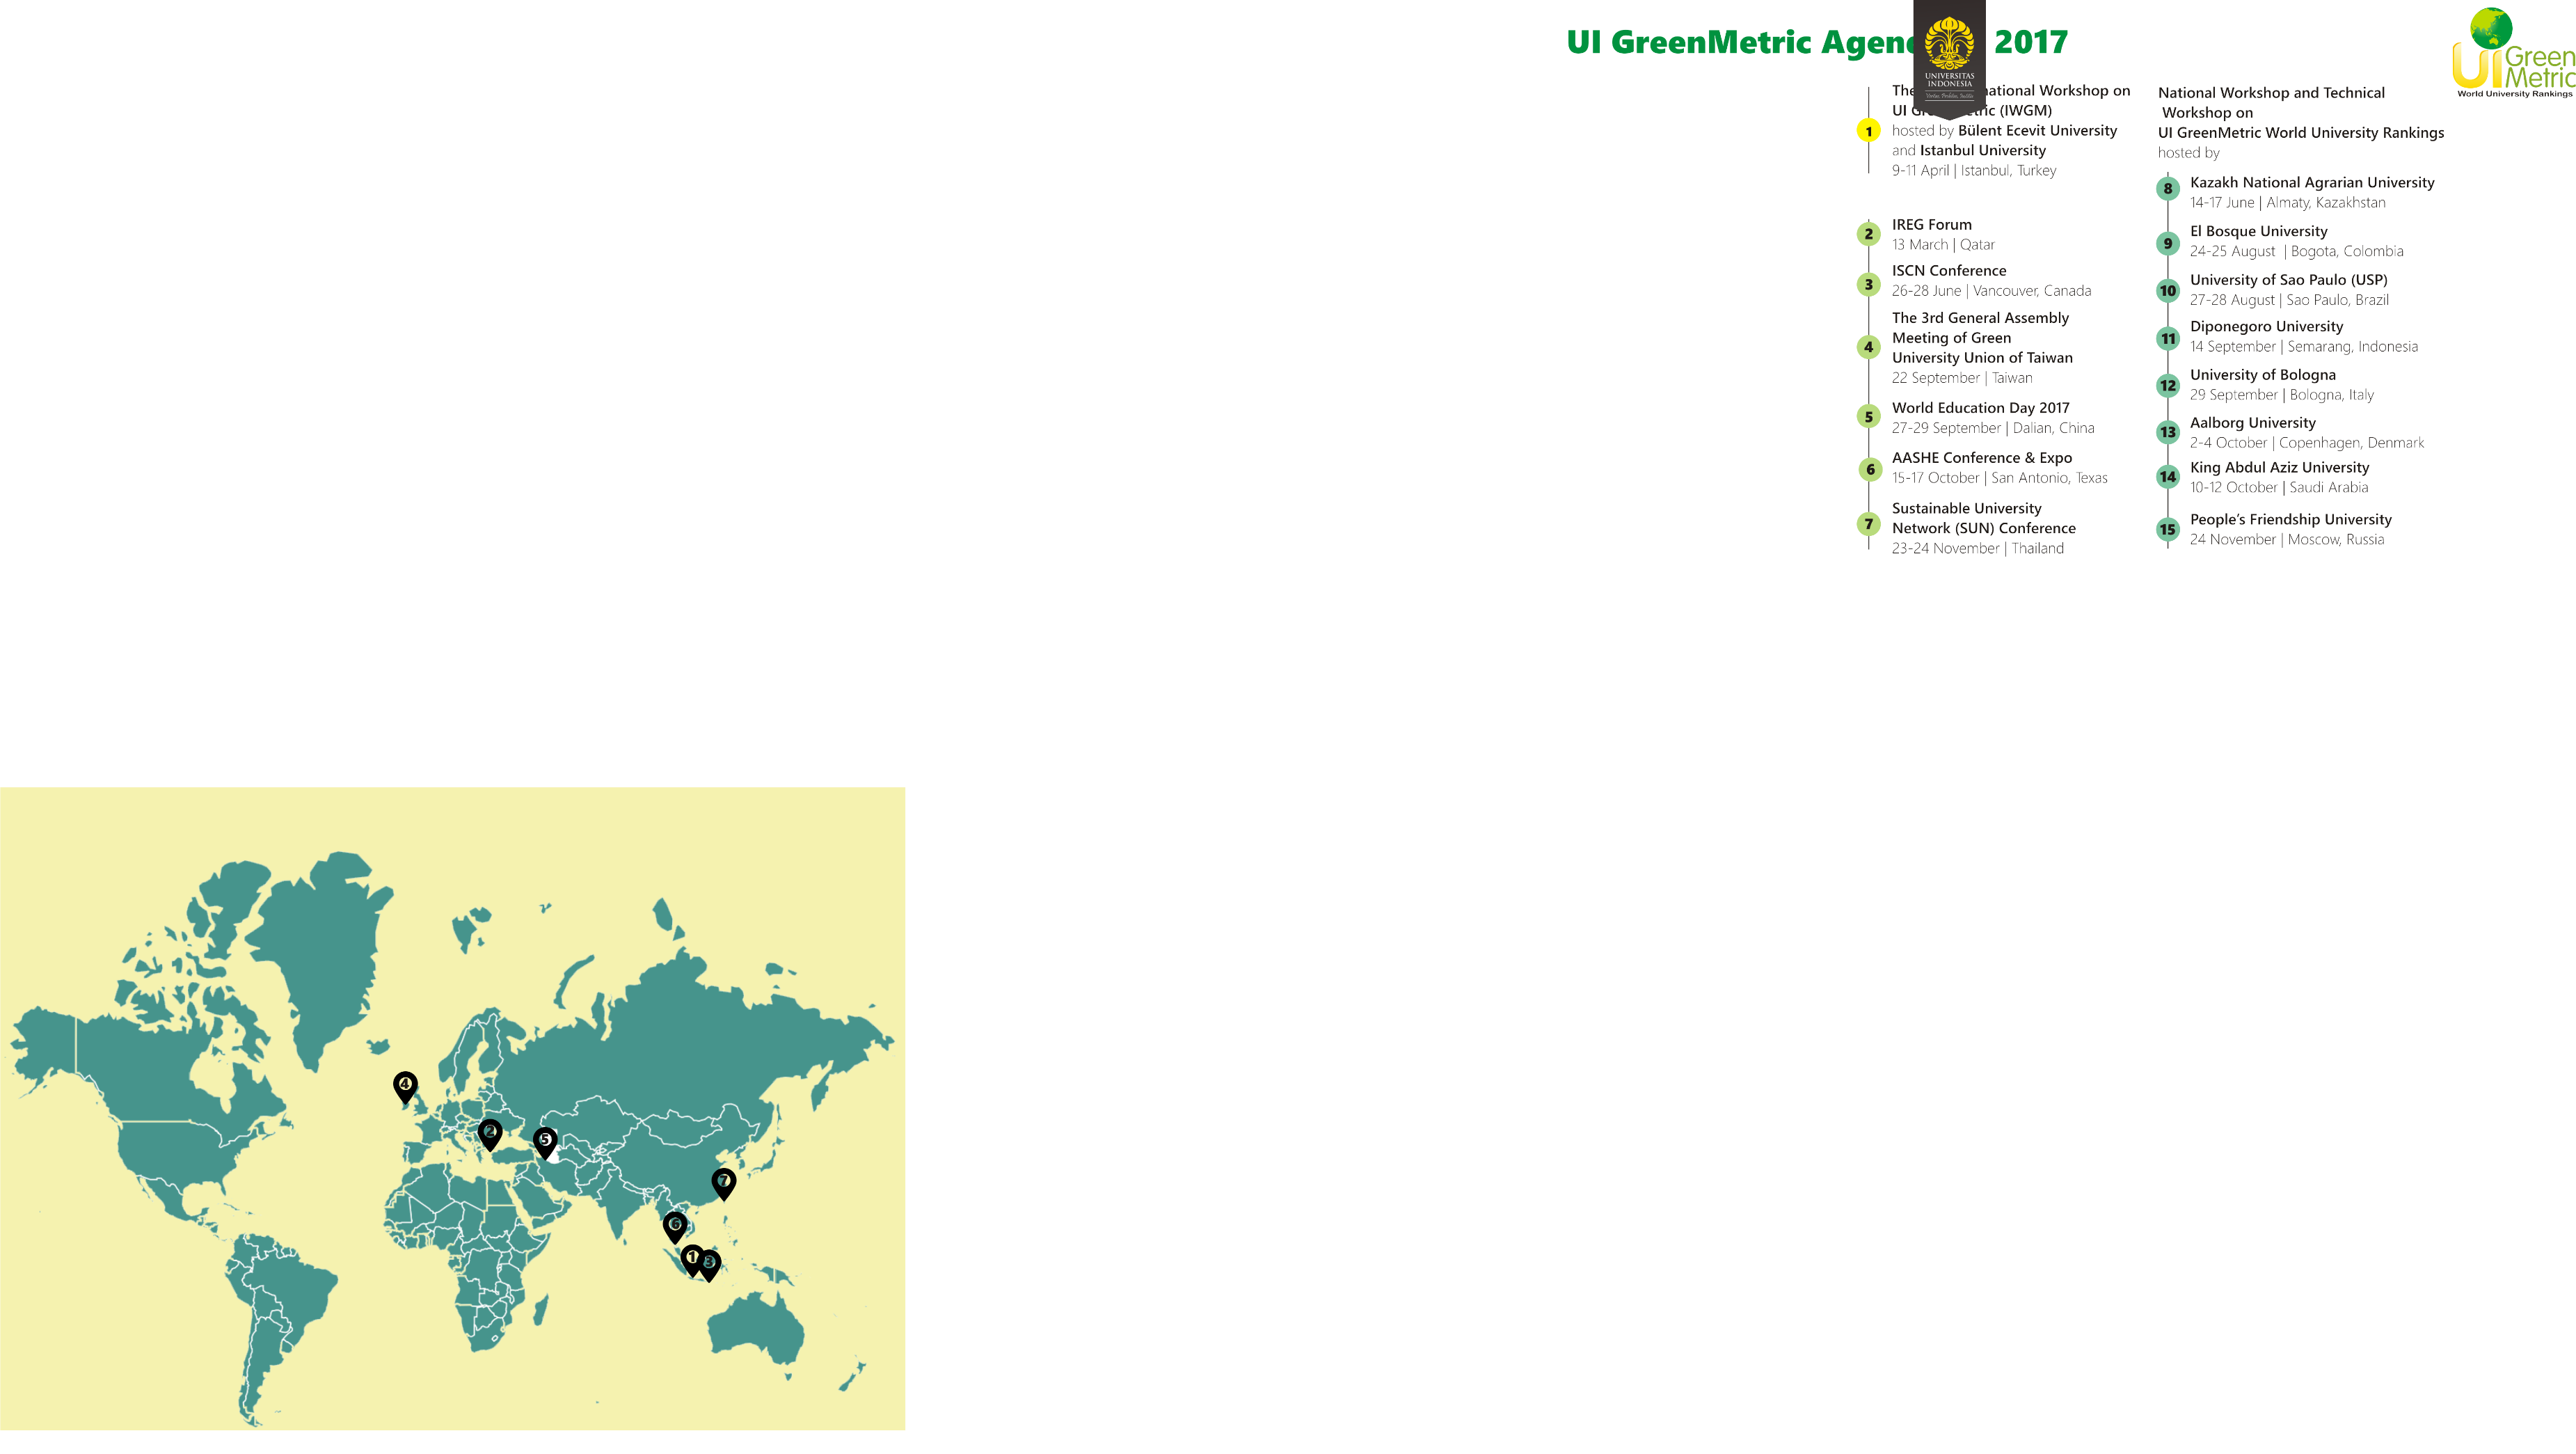 UI GreenMetric 2017
UNIVERSITAS
INDONESIA
Green
UI Metric
World University Rankings
Workshop on
UI (IWGM)
1
hosted by Bülent Ecevit University
and Istanbul University
9-11 April | Istanbul, Turkey
2
IREG Forum
13 March | Qatar
3
ISCN Conference
26-28 June | Vancouver, Canada
4
The 3rd General Assembly
Meeting of Green
University Union of Taiwan
22 September | Taiwan
5
World Education Day 2017
27-29 September | Dalian, China
6
AASHE Conference & Expo
15-17 October | San Antonio, Texas
7
Sustainable University
Network (SUN) Conference
23-24 November | Thailand
National Workshop and Technical
Workshop on
UI GreenMetric World University Rankings
hosted by
8
Kazakh National Agrarian University
14-17 June | Almaty, Kazakhstan
9
El Bosque University
24-25 August | Bogota, Colombia
10
University of Sao Paulo (USP)
27-28 August | Sao Paulo, Brazil
11
Diponegoro University
14 September | Semarang, Indonesia
12
University of Bologna
29 September | Bologna, Italy
13
Aalborg University
2-4 October | Copenhagen, Denmark
14
King Abdul Aziz University
10-12 October | Saudi Arabia
15
People's Friendship University
24 November | Moscow, Russia
4
2
5
7
6
1
3